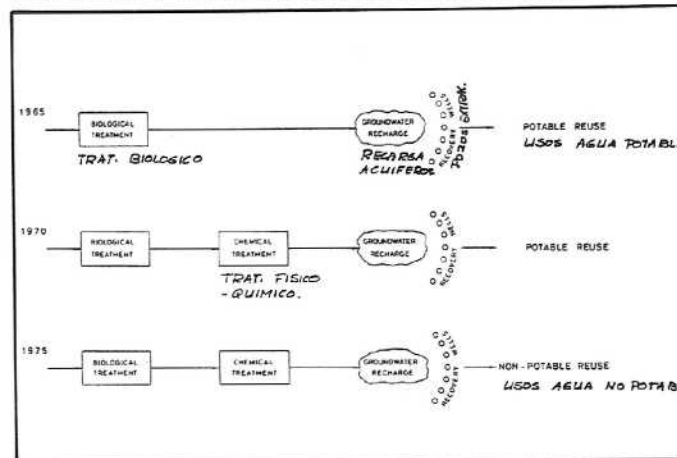 1965
BIOLOGICAL
TREATMENT
TRAT. BIOLOGICO
GROUNDWATER
RECHARGE
RECARGA
ACUIFEROS
RECOVERY WELLS
POZOS EXTRAC.
POTABLE REUSE
USOS AGUA POTABL
1970
BIOLOGICAL
TREATMENT
CHEMICAL
TREATMENT
TRAT. FISICO
-QUIMICO.
GROUNDWATER
RECHARGE
RECOVERY WELLS
POTABLE REUSE
1975
BIOLOGICAL
TREATMENT
CHEMICAL
TREATMENT
GROUNDWATER
RECHARGE
RECOVERY WELLS
NON-POTABLE REUSE
USOS AGUA NO POTAB